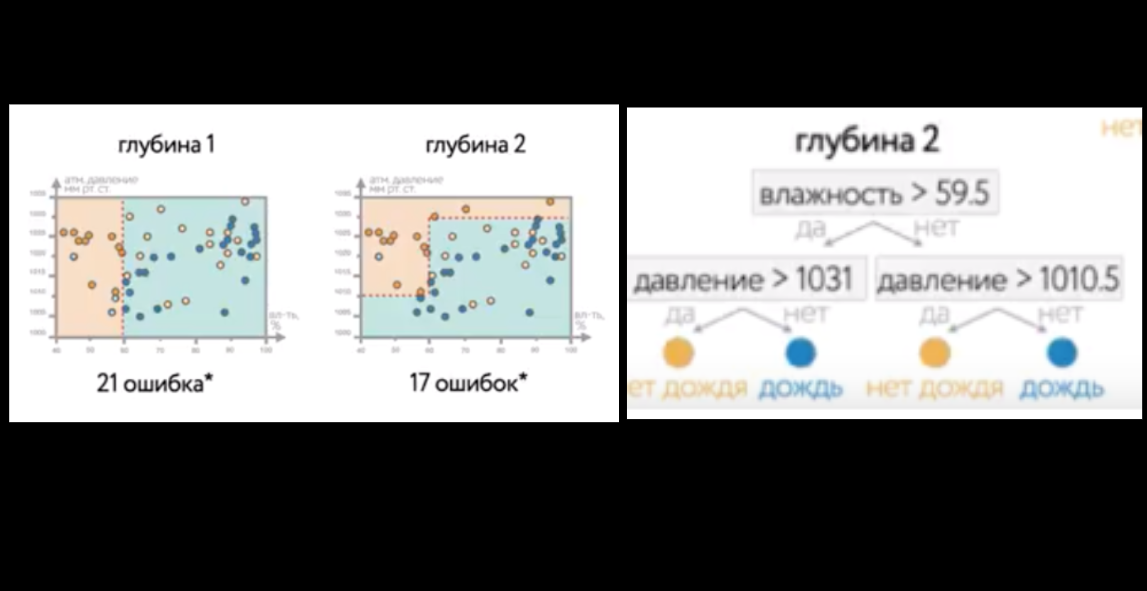 глубина 1
атм. давление
мм рт. ст.
вл-ть,
%
21 ошибка*
глубина 2
атм. давление
мм рт. ст.
вл-ть,
%
17 ошибок*
глубина 2
влажность > 59.5
да нет
давление > 1031 давление > 1010.5
да нет да нет
ет дождя дождь нет дождя дождь
нет